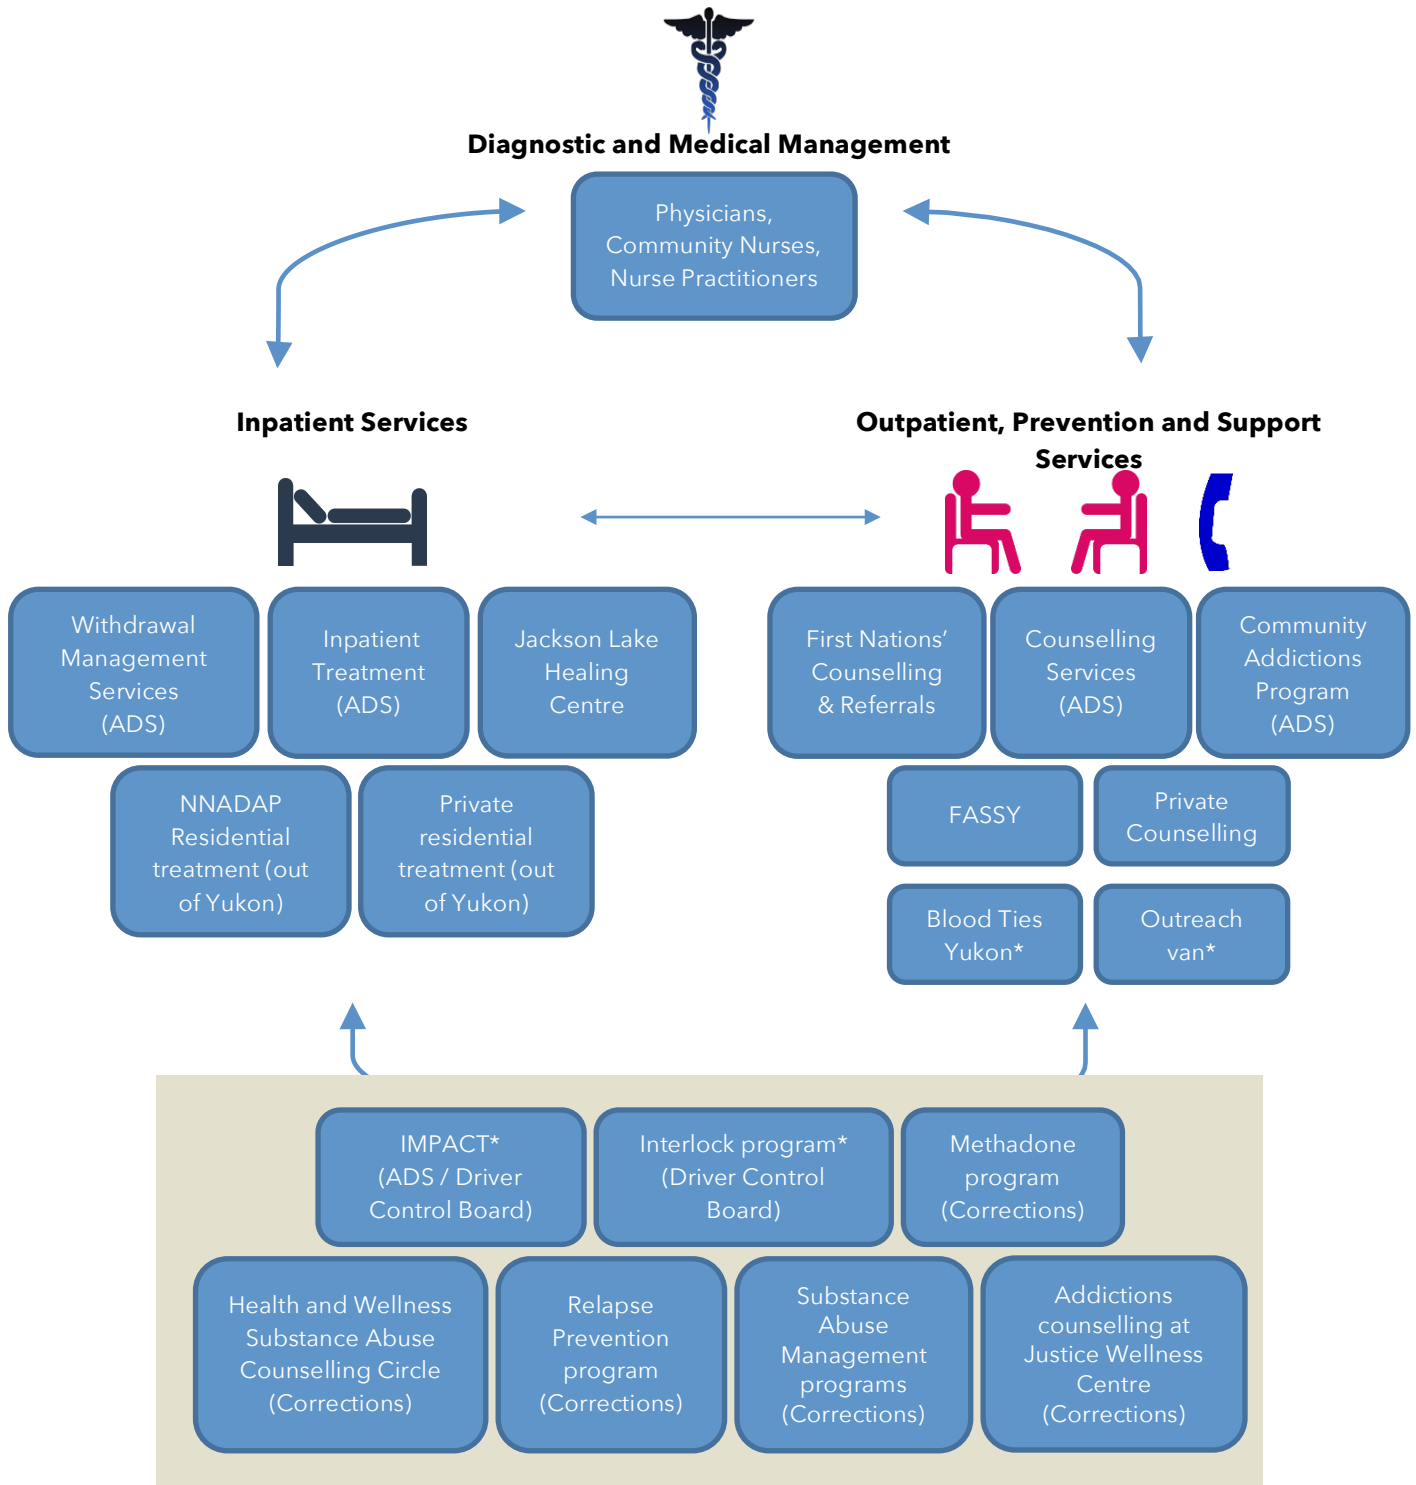 Diagnostic and Medical Management
Physicians,
Community Nurses,
Nurse Practitioners
Inpatient Services
Outpatient, Prevention and Support
Services
Withdrawal
Management
Services
(ADS)
Inpatient
Treatment
(ADS)
Jackson Lake
Healing
Centre
First Nations’
Counselling
& Referrals
Counselling
Services
(ADS)
Community
Addictions
Program
(ADS)
NNADAP
Residential
treatment (out
of Yukon)
Private
residential
treatment (out
of Yukon)
FASSY
Private
Counselling
Blood Ties
Yukon*
Outreach
van*
IMPACT*
(ADS / Driver
Control Board)
Interlock program*
(Driver Control
Board)
Methadone
program
(Corrections)
Health and Wellness
Substance Abuse
Counselling Circle
(Corrections)
Relapse
Prevention
program
(Corrections)
Substance
Abuse
Management
programs
(Corrections)
Addictions
counselling at
Justice Wellness
Centre
(Corrections)